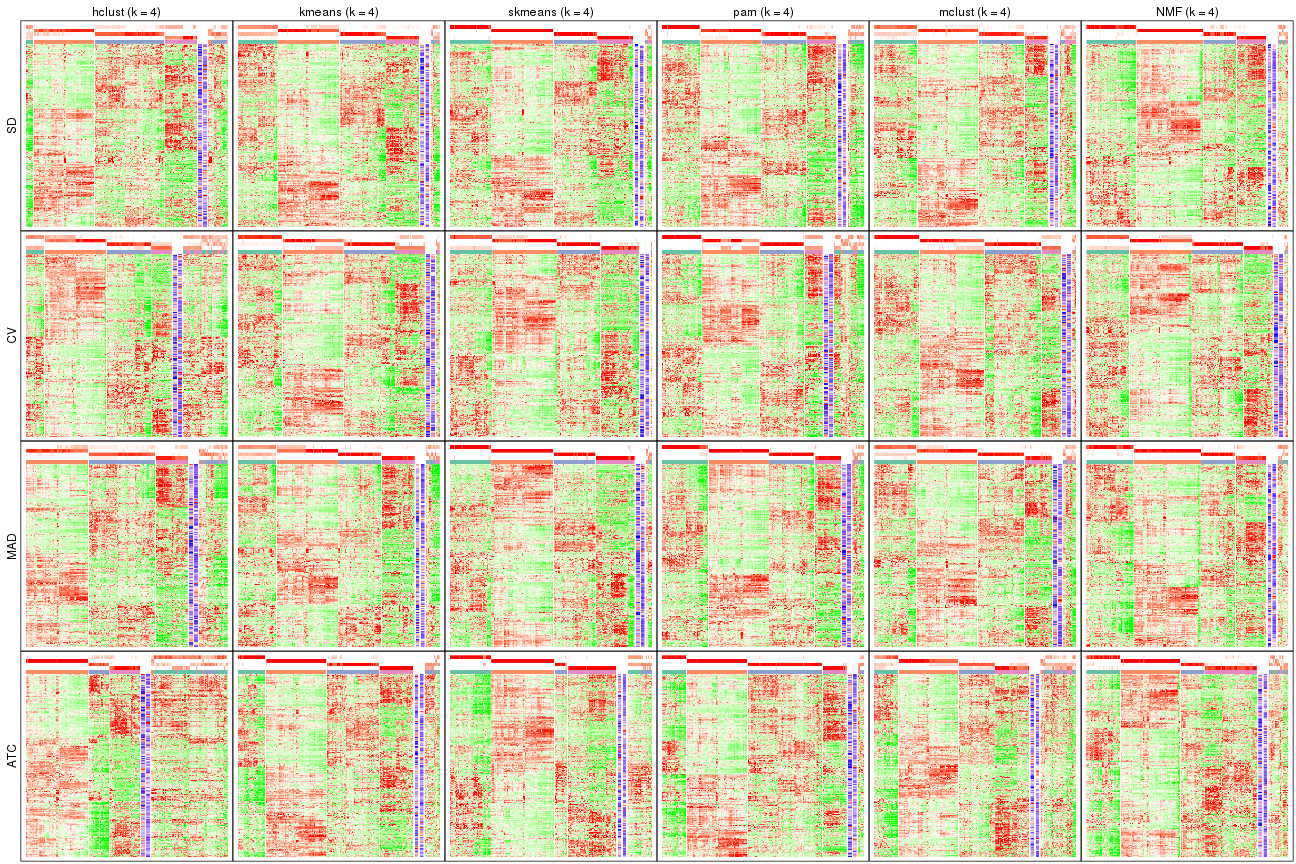 hclust (k = 4) kmeans (k = 4) skmeans (k = 4) pam (k = 4) mclust (k = 4) NMF (k = 4)
SD
CV
MAD
ATC